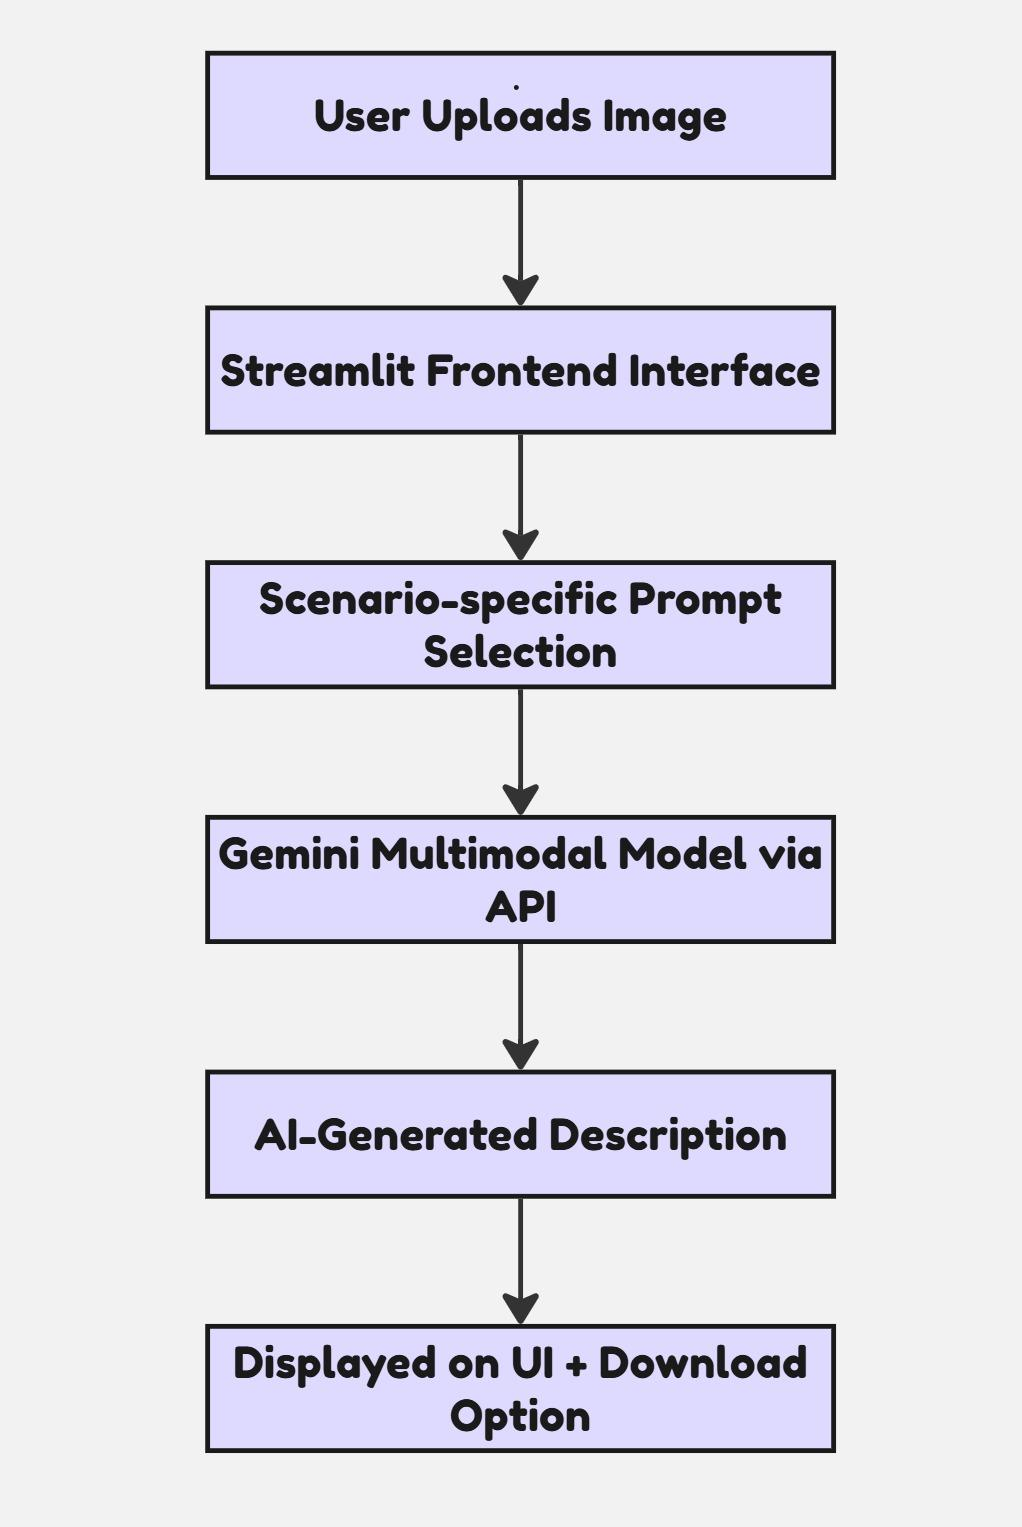 User Uploads Image
Streamlit Frontend Interface
Scenario-specific Prompt
Selection
Gemini Multimodal Model via
API
AI-Generated Description
Displayed on UI + Download
Option